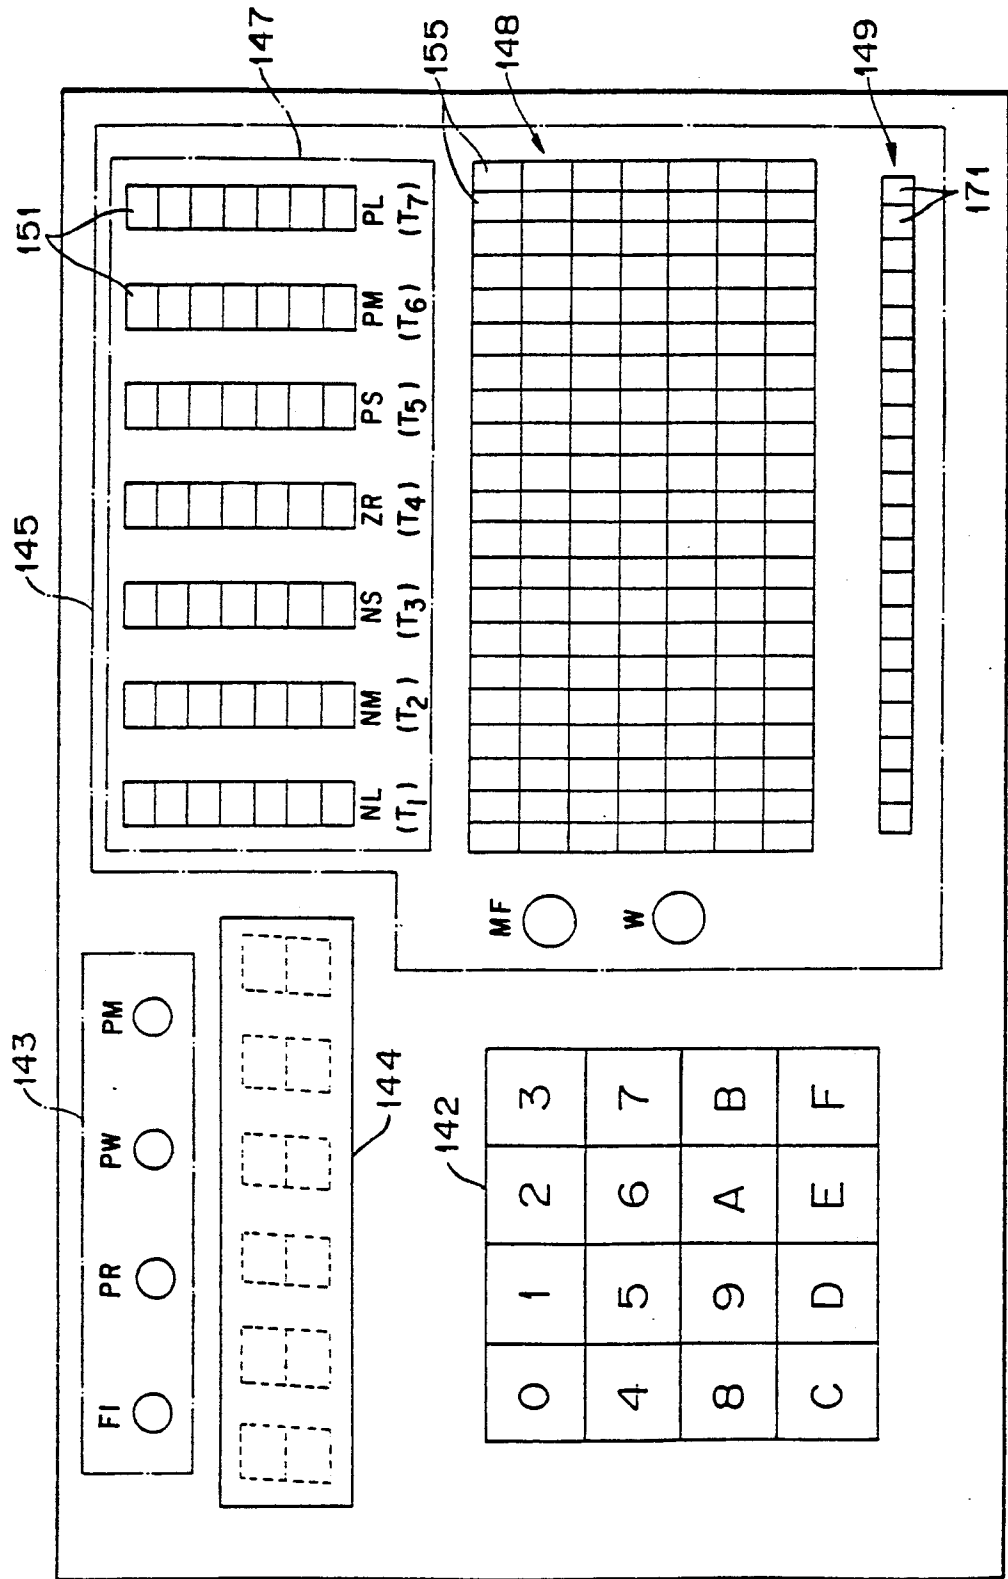 143
145
FI PR PW PM
151
147
NL NM NS ZR PS PM PL
(T1) (T2) (T3) (T4) (T5) (T6) (T7)
144
155
148
MF
W
142
0 1 2 3
4 5 6 7
8 9 A B
C D E F
149
171